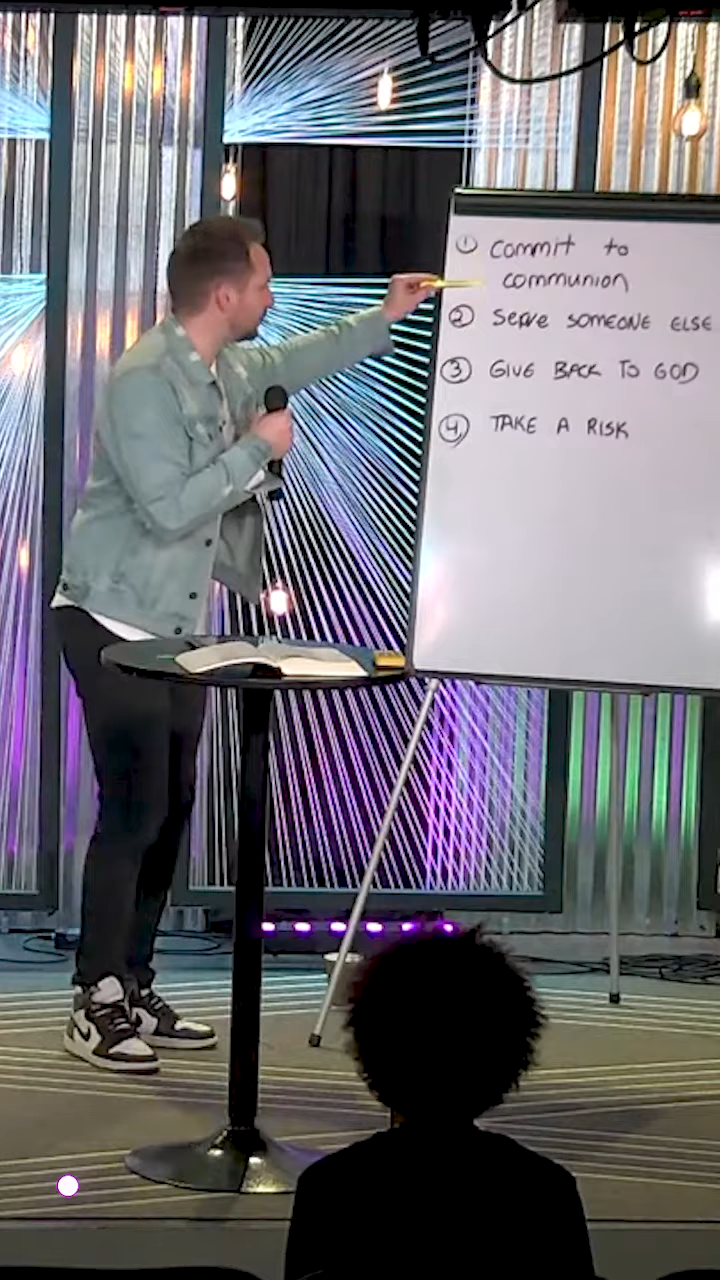 ① Commit to
communion
② Serve SOMEONE ELSE
③ GIVE BACK TO GOD
④ TAKE A RISK